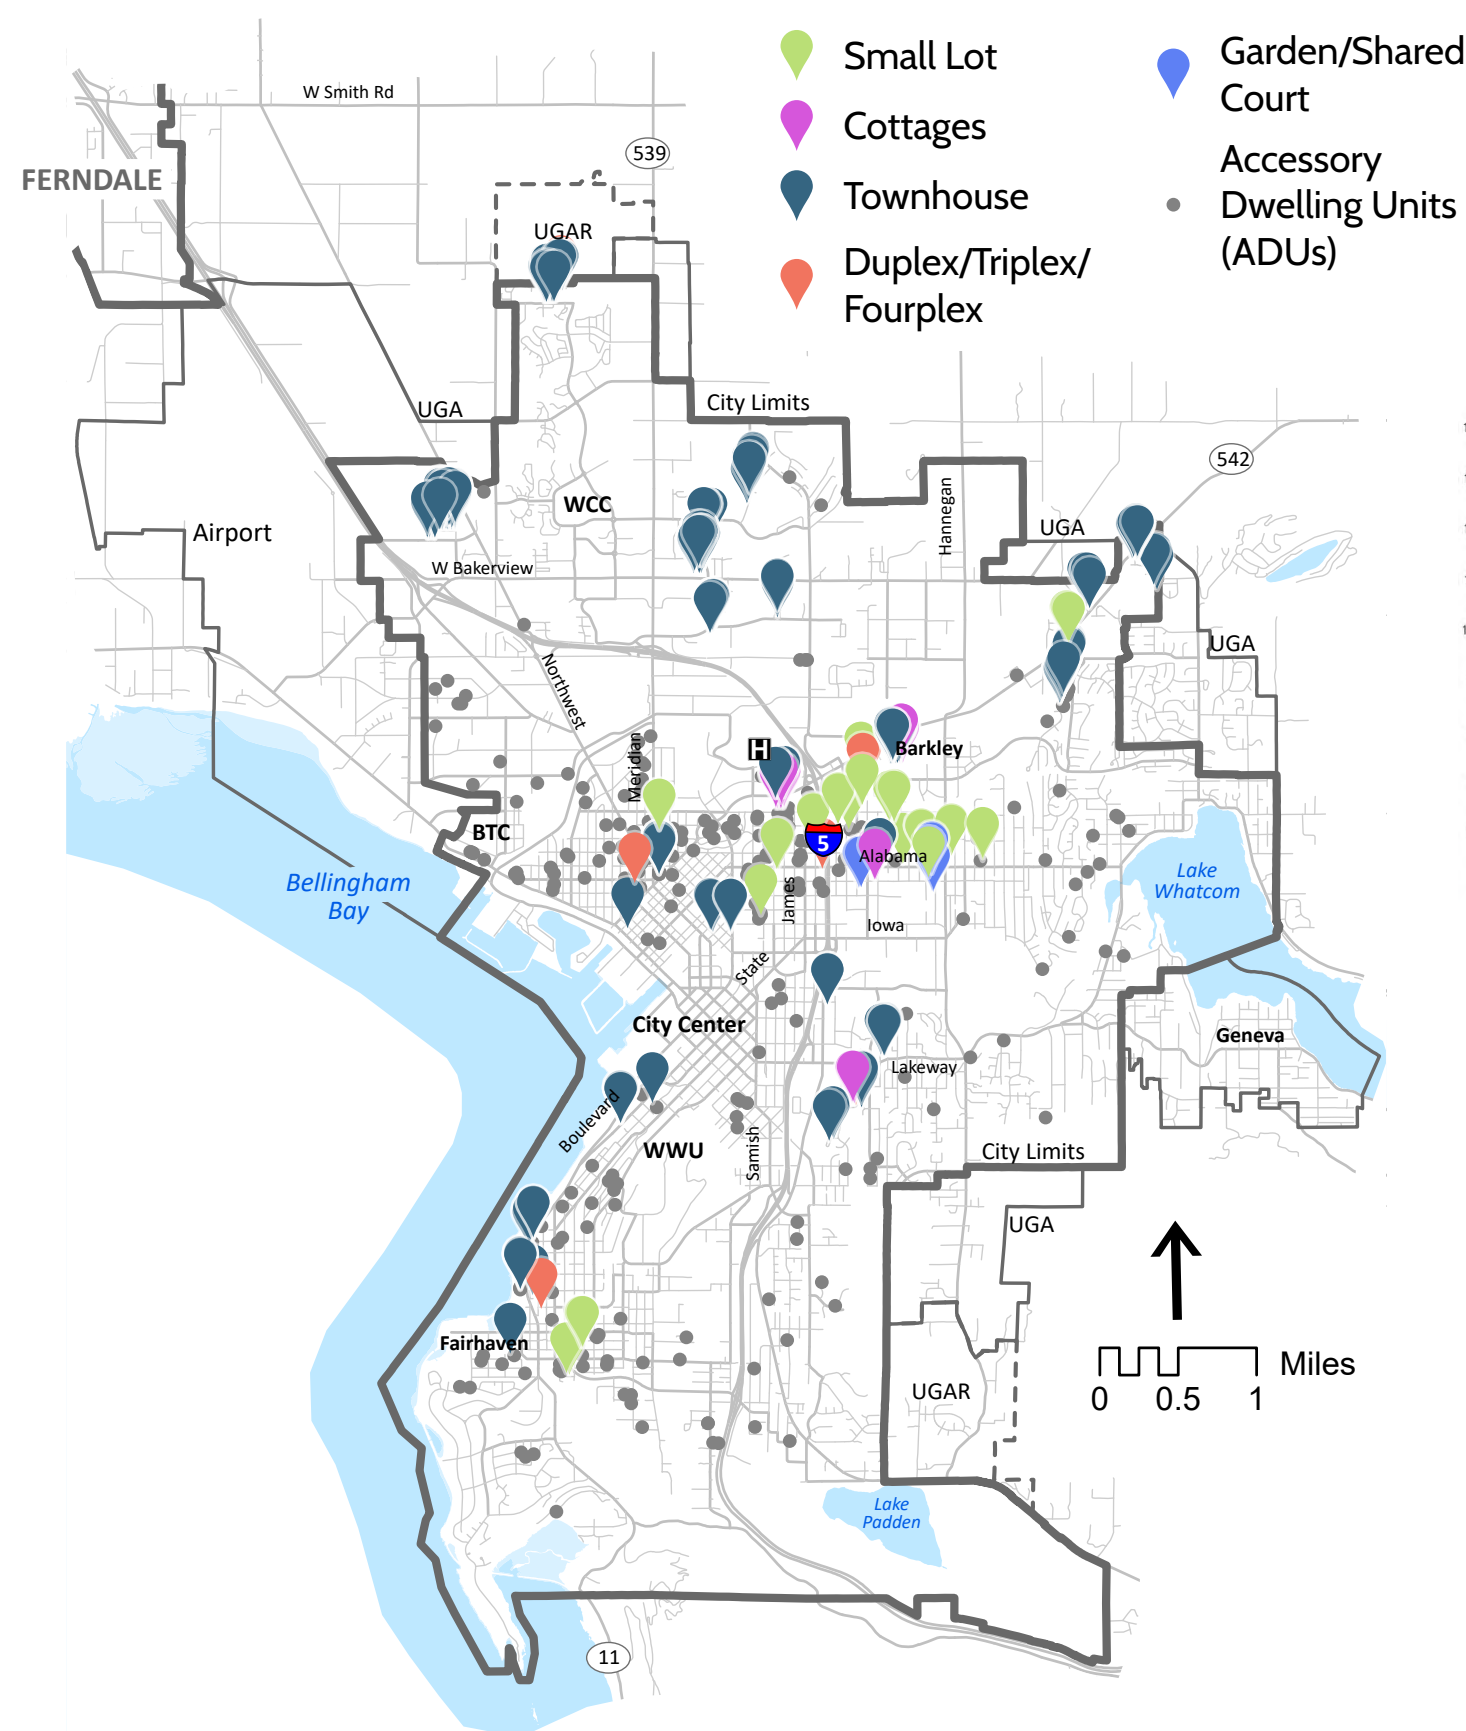 Small Lot
Cottages
Townhouse
Duplex/Triplex/
Fourplex
Garden/Shared
Court
Accessory
Dwelling Units
(ADUs)
W Smith Rd
539
FERNDALE
UGAR
UGA
City Limits
542
WCC
Hannegan
UGA
Airport
W Bakerview
UGA
Northwest
Meridian
H
Barkley
BTC
5
Alabama
Lake
Whatcom
Bellingham
Bay
James
Iowa
State
City Center
Geneva
Lakeway
Boulevard
WWU
Samish
City Limits
UGA
Fairhaven
UGAR
Miles
0 0.5 1
Lake
Padden
11